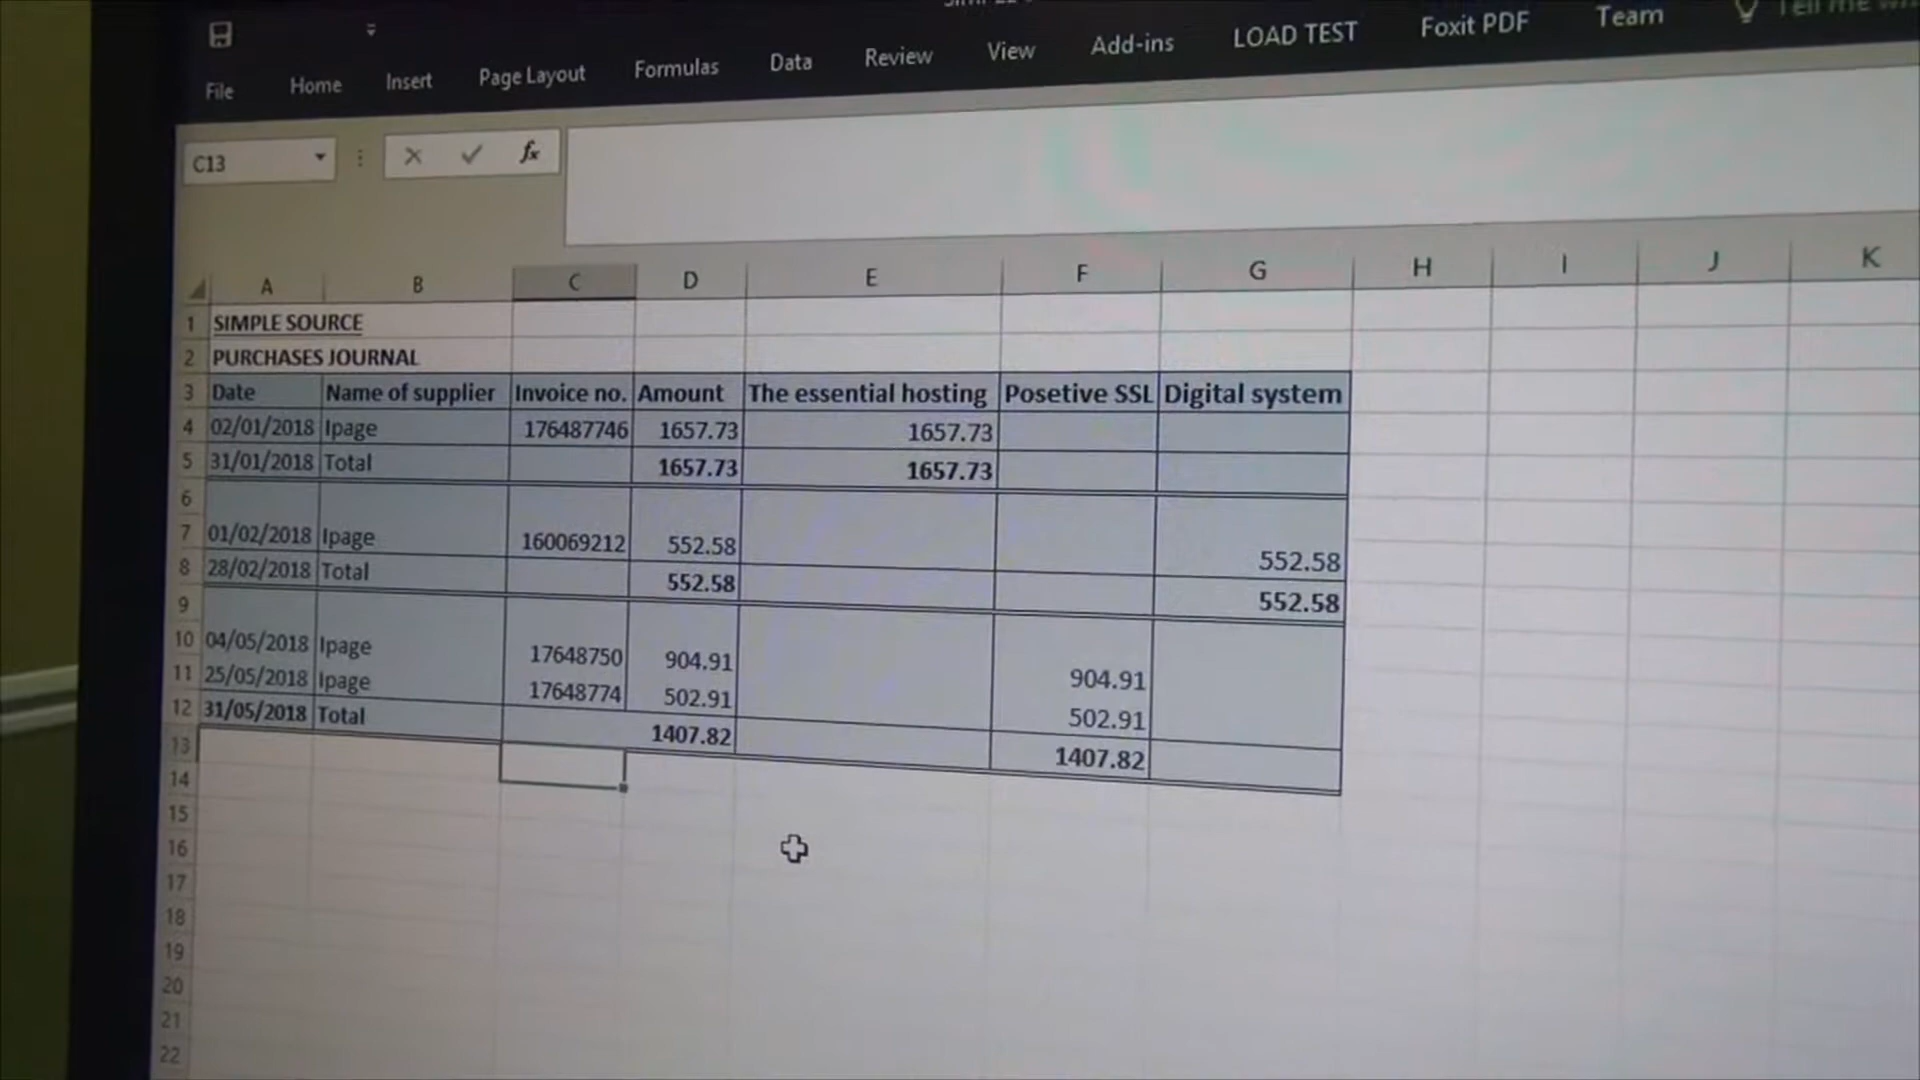 File Home Insert Page Layout Formulas Data Review View Add-ins LOAD TEST Foxit PDF Team Tell me
C13 fx
A B C D E F G H I J K
1 SIMPLE SOURCE
2 PURCHASES JOURNAL
3 Date Name of supplier Invoice no. Amount The essential hosting Posetive SSL Digital system
4 02/01/2018 Ipage 176487746 1657.73 1657.73
5 31/01/2018 Total 1657.73 1657.73
6
7 01/02/2018 Ipage 160069212 552.58 552.58
8 28/02/2018 Total 552.58 552.58
9
10 04/05/2018 Ipage 17648750 904.91 904.91
11 25/05/2018 Ipage 17648774 502.91 502.91
12 31/05/2018 Total 1407.82 1407.82
13
14
15
16
17
18
19
20
21
22